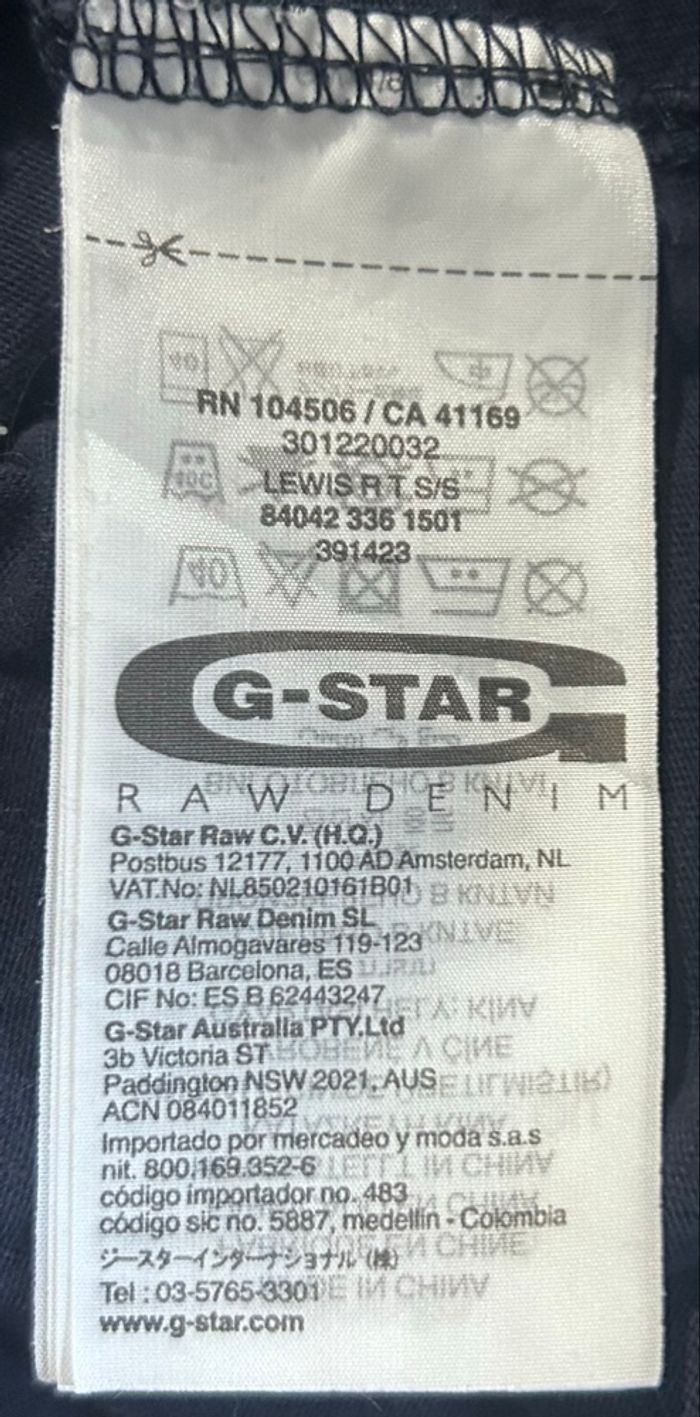 RN 104506 / CA 41169
301220032
LEWIS R T S/S
84042 336 1501
391423
G-STAR
RAW DENIM
G-Star Raw C.V. (H.Q.)
Postbus 12177, 1100 AD Amsterdam, NL
VAT.No: NL850210161B01
G-Star Raw Denim SL
Calle Almogavares 119-123
08018 Barcelona, ES
CIF No: ES B 62443247
G-Star Australia PTY.Ltd
3b Victoria ST
Paddington NSW 2021, AUS
ACN 084011852
Importado por mercadeo y moda s.a.s
nit. 800.169.352-6
código importador no. 483
código sic no. 5887, medellín - Colombia
ジースターインターナショナル (株)
Tel : 03-5765-3301
www.g-star.com